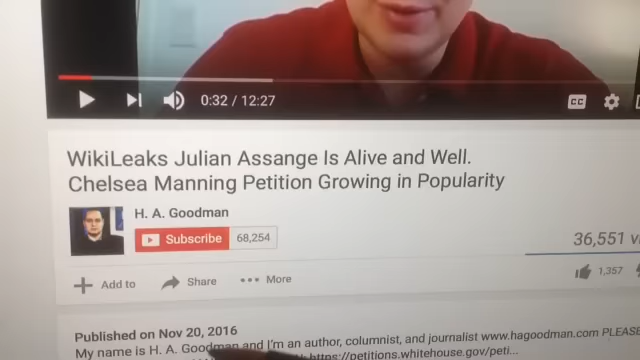 0:32 / 12:27
CC
WikiLeaks Julian Assange Is Alive and Well.
Chelsea Manning Petition Growing in Popularity
H. A. Goodman
Subscribe 68,254
36,551
Add to Share More
1,357
Published on Nov 20, 2016
My name is H. A. Goodman and I'm an author, columnist, and journalist www.hagoodman.com PLEASE
https://petitions.whitehouse.gov/peti...